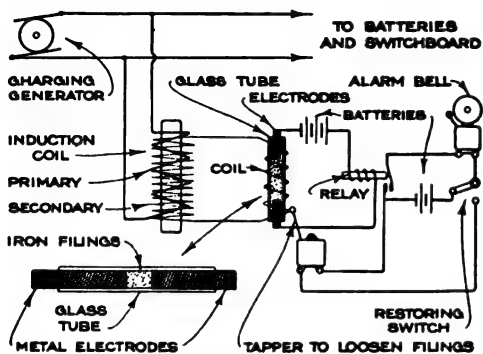 TO BATTERIES
AND SWITCHBOARD
CHARGING
GENERATOR
GLASS TUBE
ELECTRODES
ALARM BELL
BATTERIES
INDUCTION
COIL
COIL
PRIMARY
RELAY
SECONDARY
IRON FILINGS
GLASS
TUBE
RESTORING
SWITCH
METAL ELECTRODES
TAPPER TO LOOSEN FILINGS